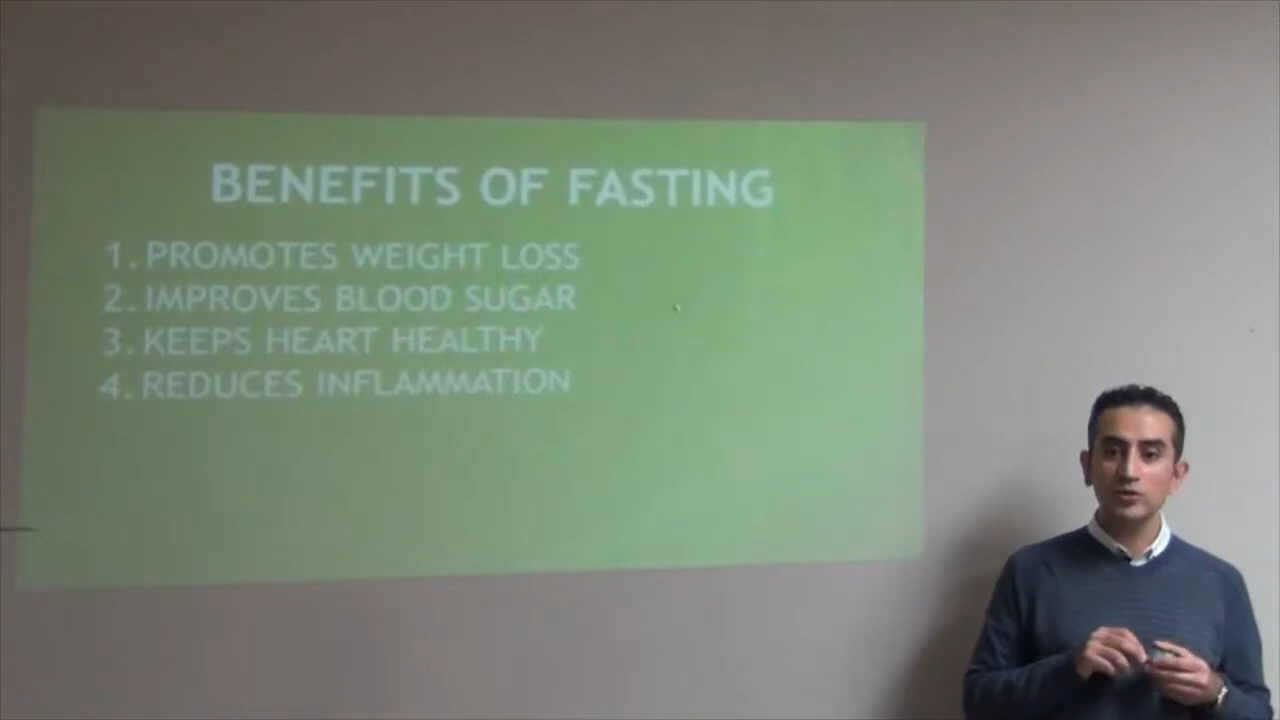 BENEFITS OF FASTING
1. PROMOTES WEIGHT LOSS
2. IMPROVES BLOOD SUGAR
3. KEEPS HEART HEALTHY
4. REDUCES INFLAMMATION